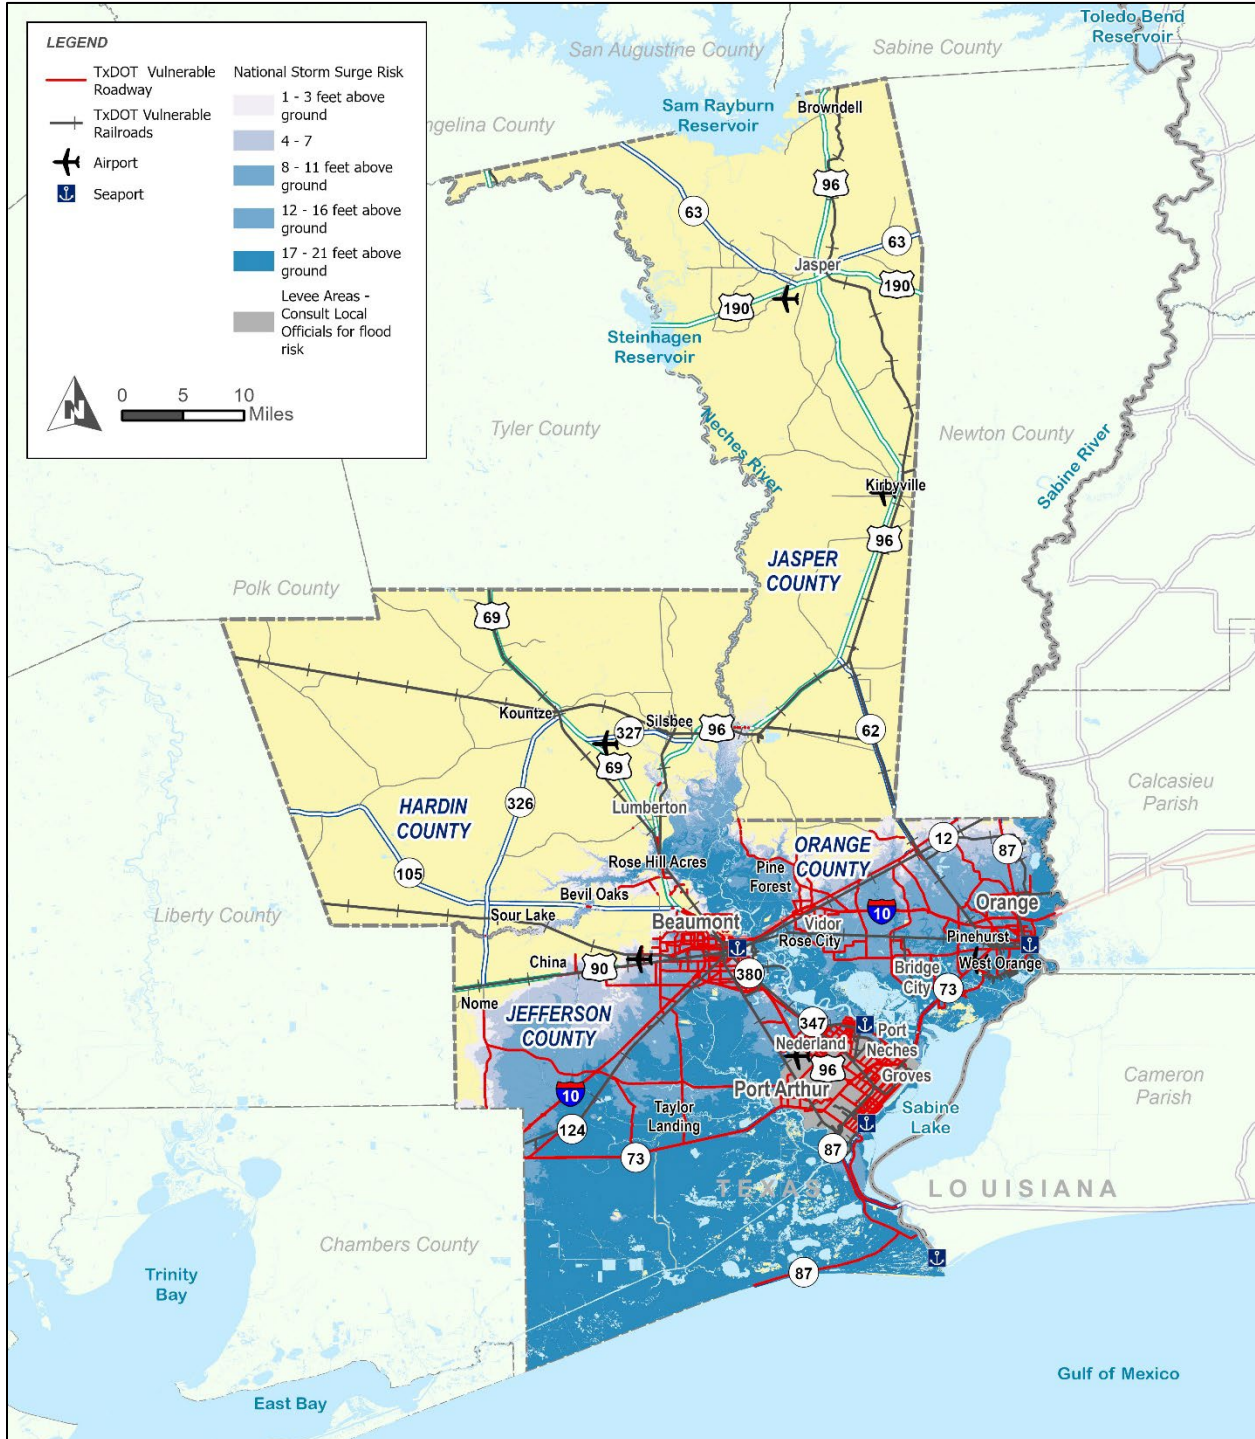 Toledo Bend
Reservoir
San Augustine County
Sabine County
LEGEND
TxDOT Vulnerable
Roadway
TxDOT Vulnerable
Railroads
Airport
Seaport
National Storm Surge Risk
1 - 3 feet above
ground
4 - 7
8 - 11 feet above
ground
12 - 16 feet above
ground
17 - 21 feet above
ground
Levee Areas -
Consult Local
Officials for flood
risk
N
0 5 10
Miles
ngelina County
Sam Rayburn
Reservoir
Browndell
96
63
63
Jasper
190
190
Steinhagen
Reservoir
Tyler County
Neches River
Newton County
Sabine River
Kirbyville
96
JASPER
COUNTY
Polk County
69
Kountze
327
Silsbee
96
62
69
Lumberton
326
HARDIN
COUNTY
Calcasieu
Parish
105
Rose Hill Acres
Pine
Forest
ORANGE
COUNTY
12
87
Liberty County
Bevil Oaks
Sour Lake
Beaumont
Vidor
10
Orange
Rose City
Pinehurst
West Orange
China
90
380
Bridge
City
73
Nome
JEFFERSON
COUNTY
347
Port
Neches
Nederland
96
Groves
Port Arthur
Cameron
Parish
10
Taylor
Landing
Sabine
Lake
124
73
87
TEXAS
LOUISIANA
Chambers County
87
Trinity
Bay
East Bay
Gulf of Mexico